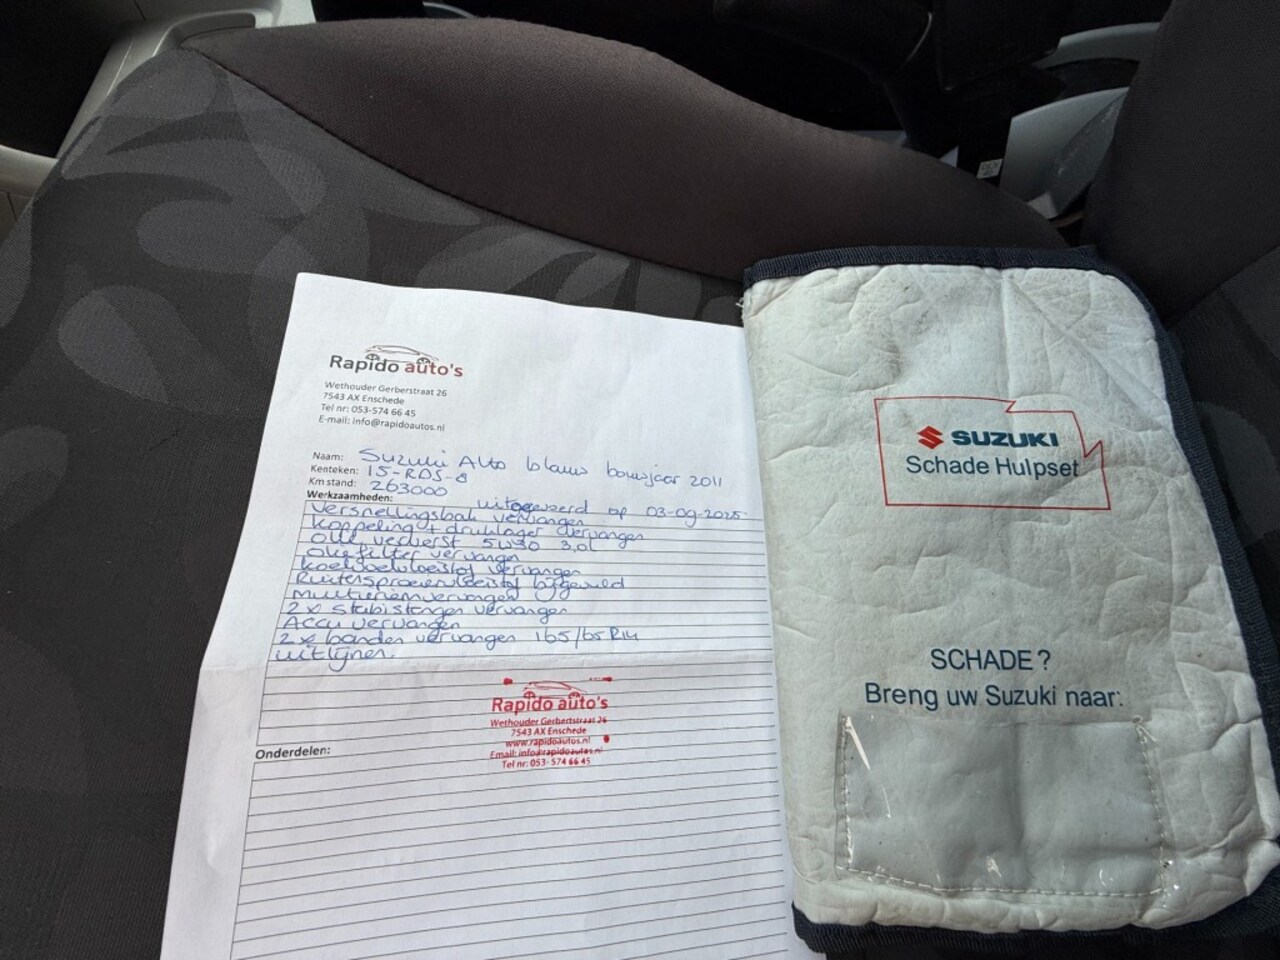 Rapido auto's
Wethouder Gerberstraat 26
7543 AX Enschede
Tel nr: 053-574 66 45
E-mail: info@rapidoautos.nl
Naam: Suzuki Alto blauw bouwjaar 2011
Kenteken: 15-RDS-8
Km stand: 263000
Werkzaamheden: uitgevoerd op 03-09-2025
Versnellingsbak vervangen
Koppeling + druklager vervangen
Olie ververst 5W30 3,0L
Oliefilter vervangen
Koelvloeistof vervangen
Ruitensproeiervloeistof bijgevuld
Multiriem vervangen
2x stabistangen vervangen
Accu vervangen
2x banden vervangen 165/65 R14
uitlijnen.
Rapido auto's
Wethouder Gerbertstraat 26
7543 AX Enschede
www.rapidoautos.nl
Email: info@rapidoautos.nl
Tel nr: 053-574 66 45
Onderdelen:
SUZUKI
Schade Hulpset
SCHADE?
Breng uw Suzuki naar: